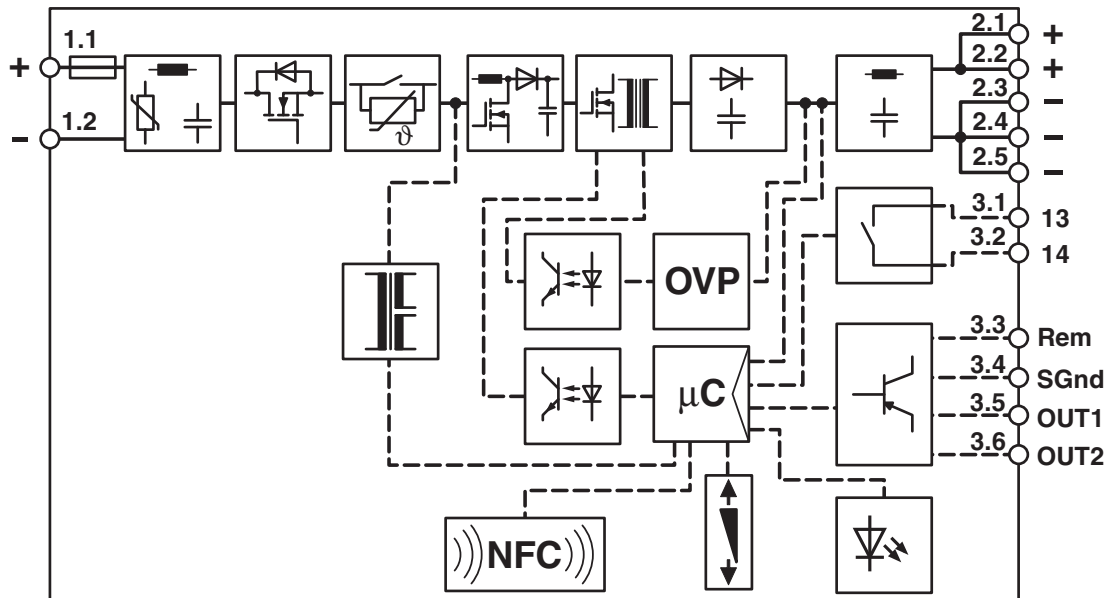 1.1
+
1.2
−
ϑ
2.1
+
2.2
+
2.3
−
2.4
−
2.5
−
3.1
13
3.2
14
OVP
3.3
Rem
3.4
SGnd
μC
3.5
OUT1
3.6
OUT2
NFC